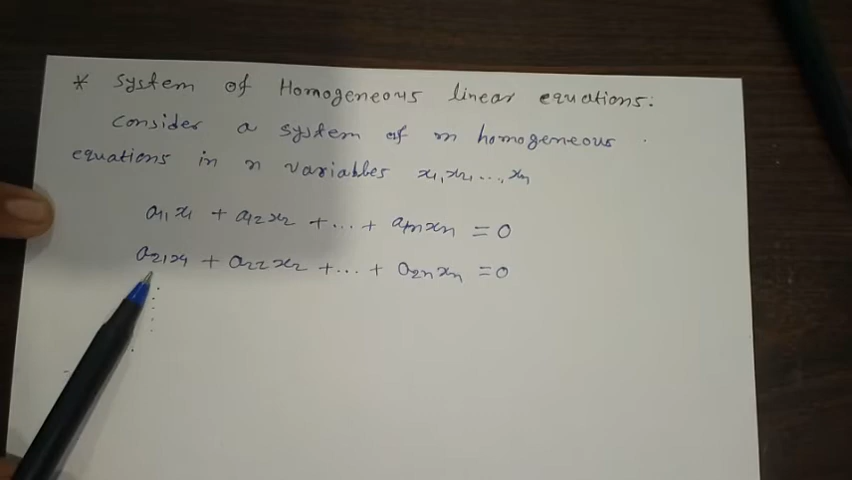 * System of Homogeneous linear equations:
Consider a system of m homogeneous
equations in n variables x₁, x₂, ..., xₙ
a₁₁x₁ + a₁₂x₂ + ... + a₁ₙxₙ = 0
a₂₁x₁ + a₂₂x₂ + ... + a₂ₙxₙ = 0